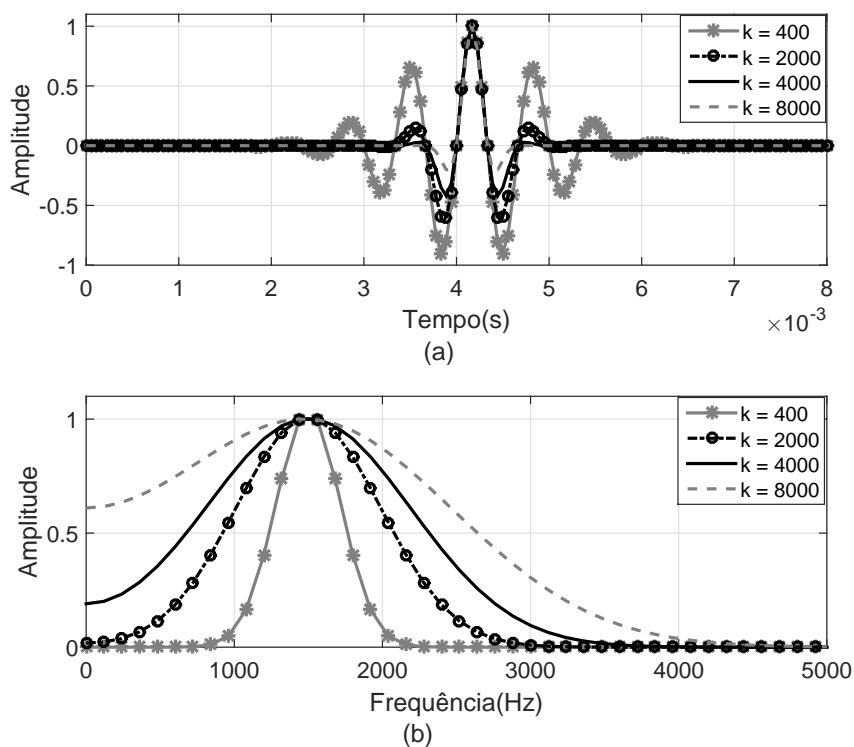 1
0.5
0
-0.5
-1
Amplitude
k = 400
k = 2000
k = 4000
k = 8000
0 1 2 3 4 5 6 7 8
Tempo(s)
×10⁻³
(a)
1
0.5
0
Amplitude
k = 400
k = 2000
k = 4000
k = 8000
0 1000 2000 3000 4000 5000
Frequência(Hz)
(b)